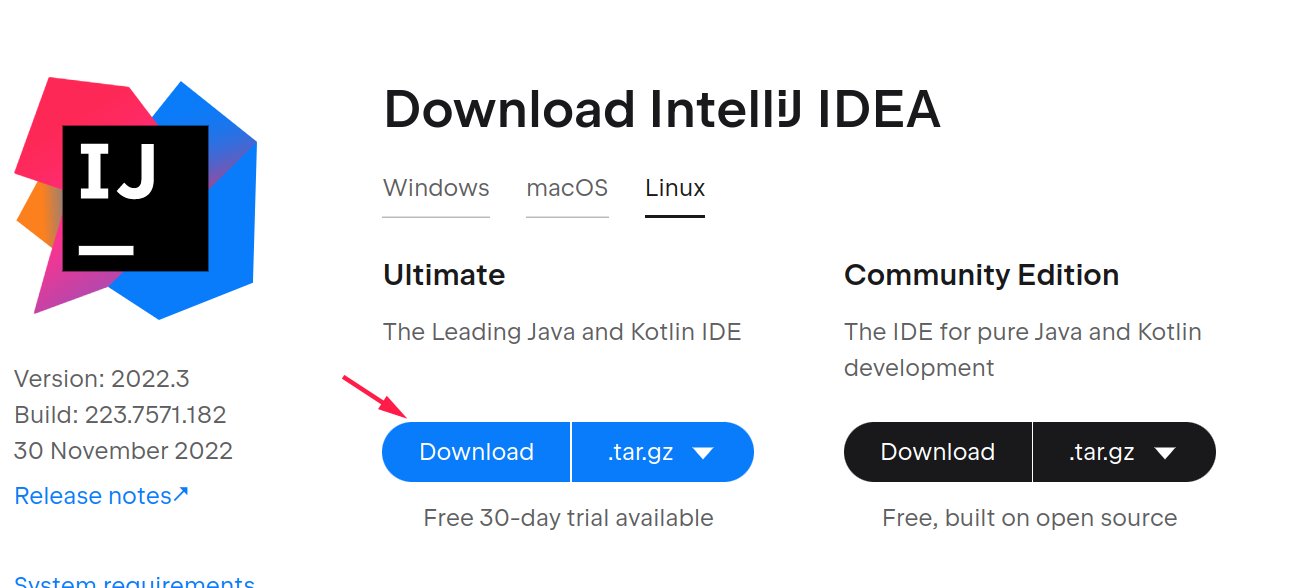 Download IntelliJ IDEA
IJ
Windows macOS Linux
Ultimate
The Leading Java and Kotlin IDE
Download .tar.gz
Free 30-day trial available
Community Edition
The IDE for pure Java and Kotlin
development
Download .tar.gz
Free, built on open source
Version: 2022.3
Build: 223.7571.182
30 November 2022
Release notes↗
System requirements